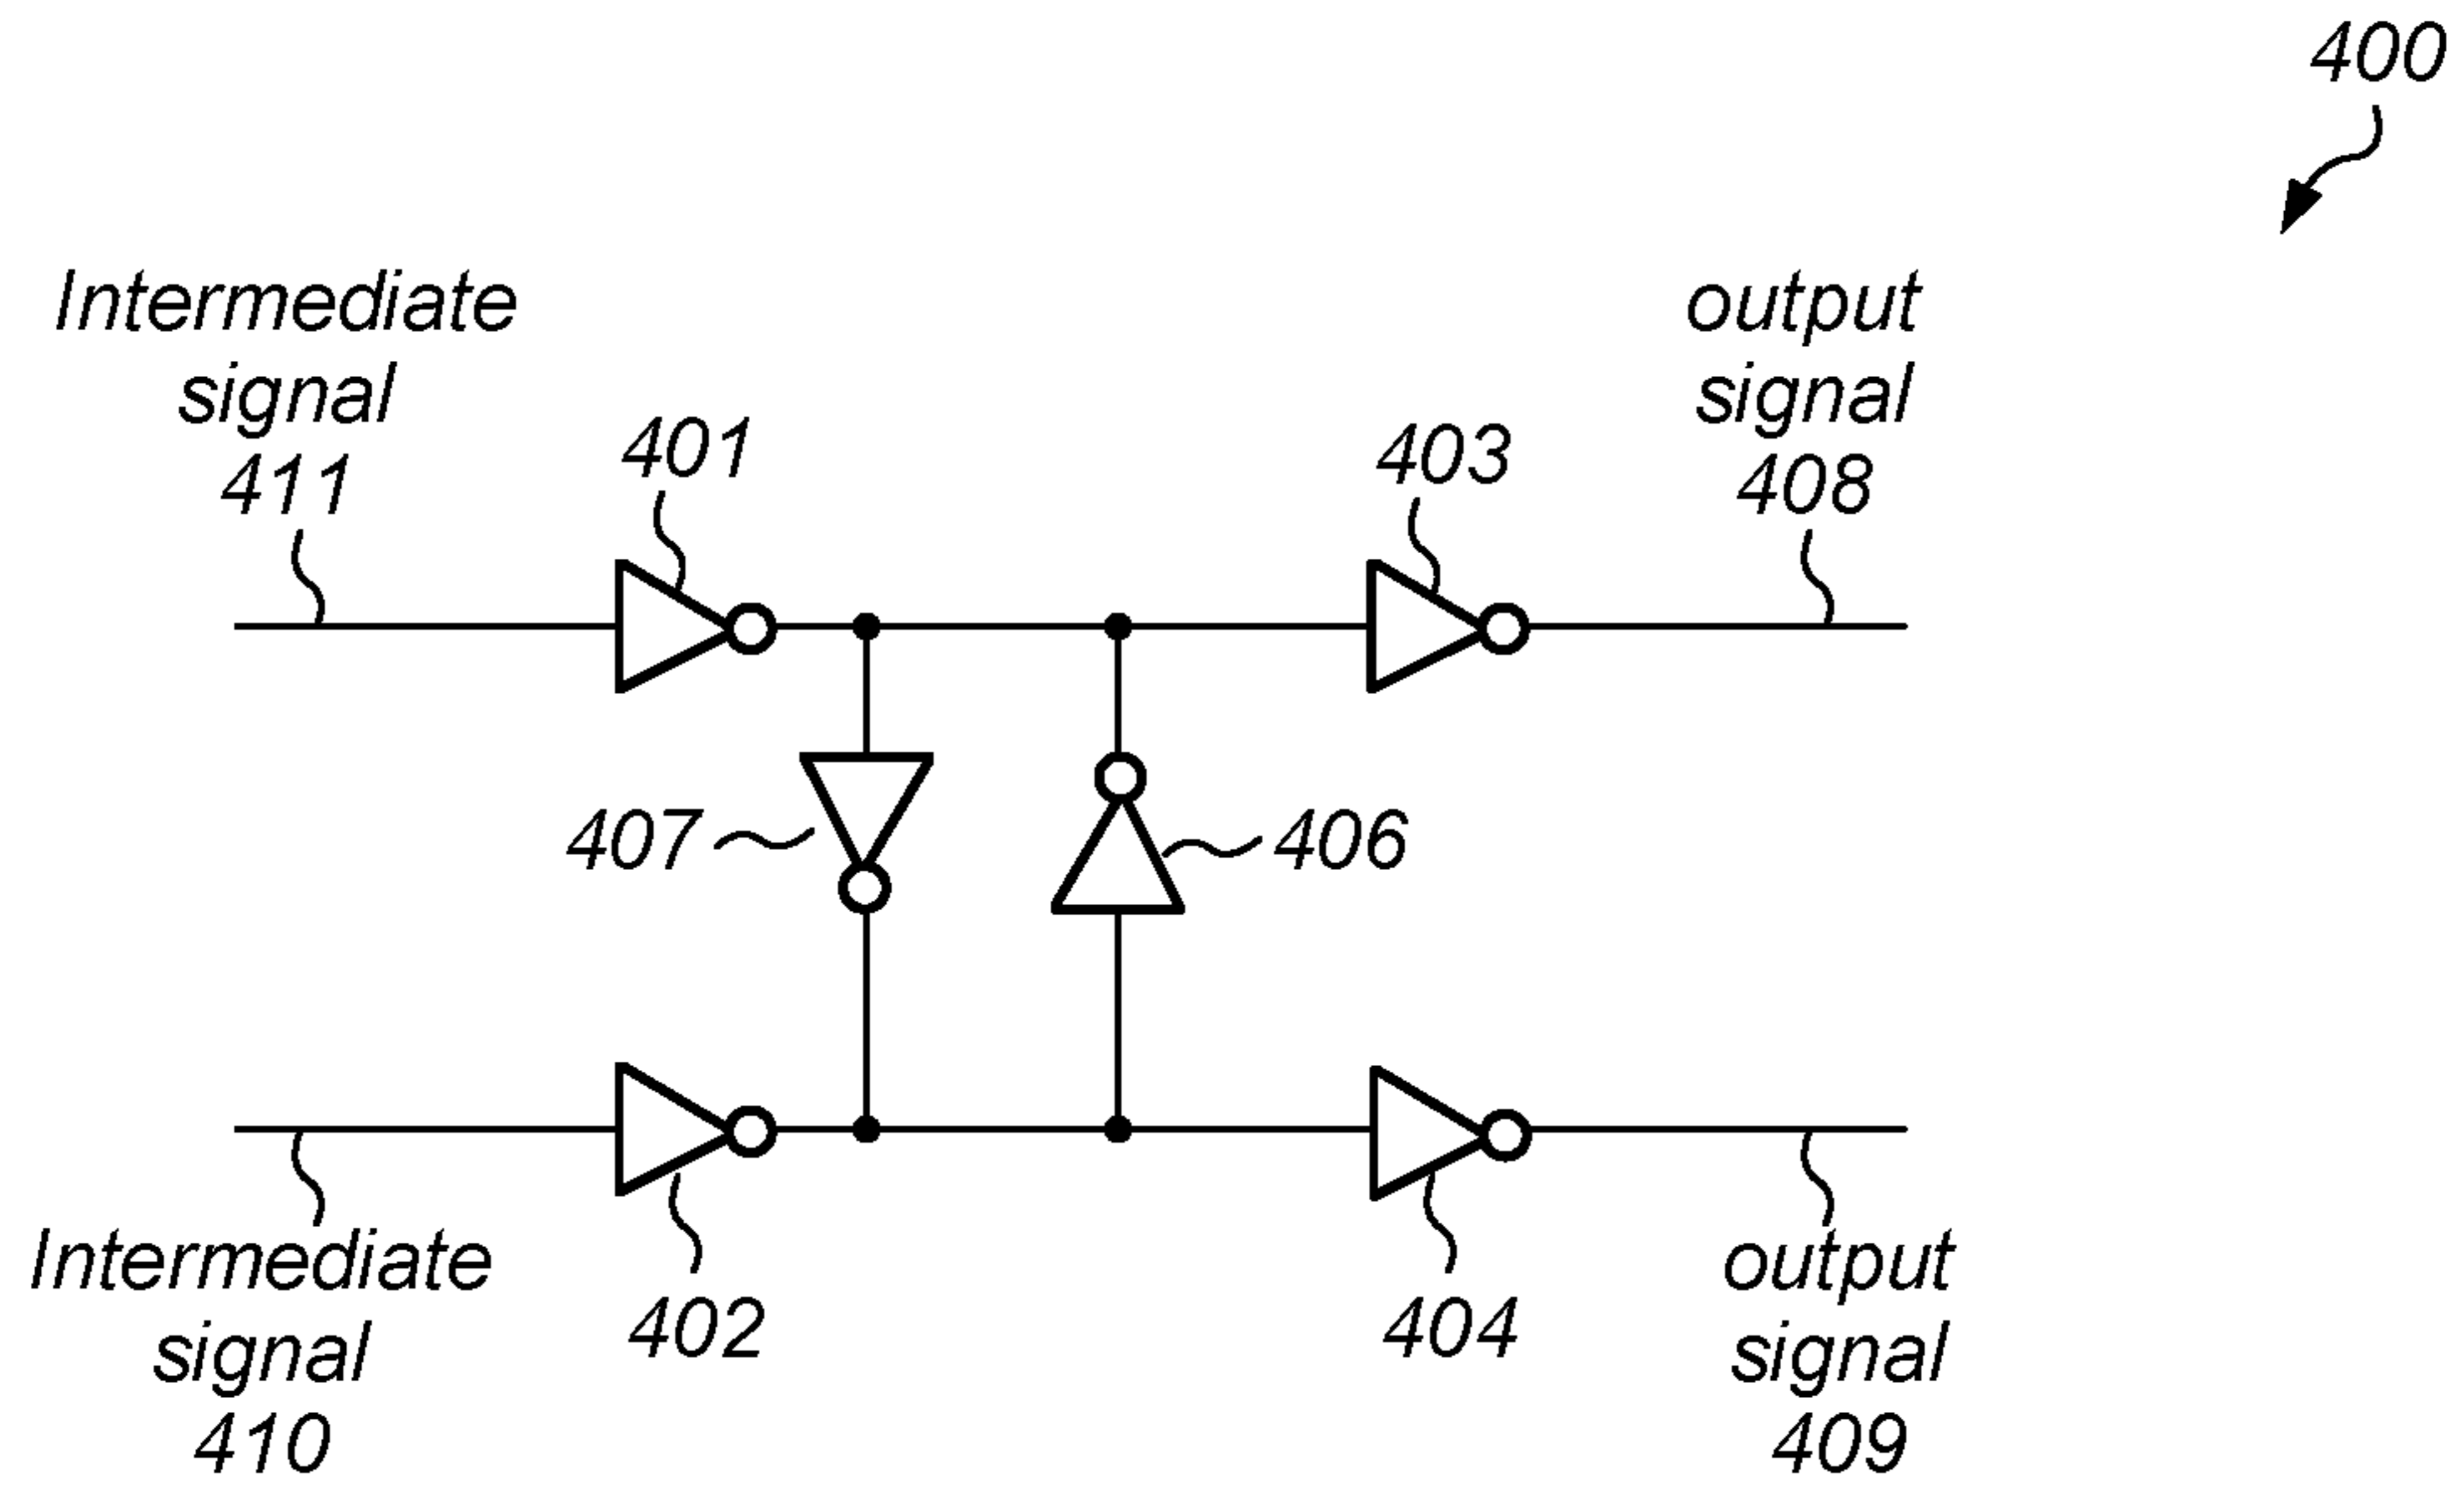 400
Intermediate
signal
411
401
403
output
signal
408
407
406
Intermediate
signal
410
402
404
output
signal
409